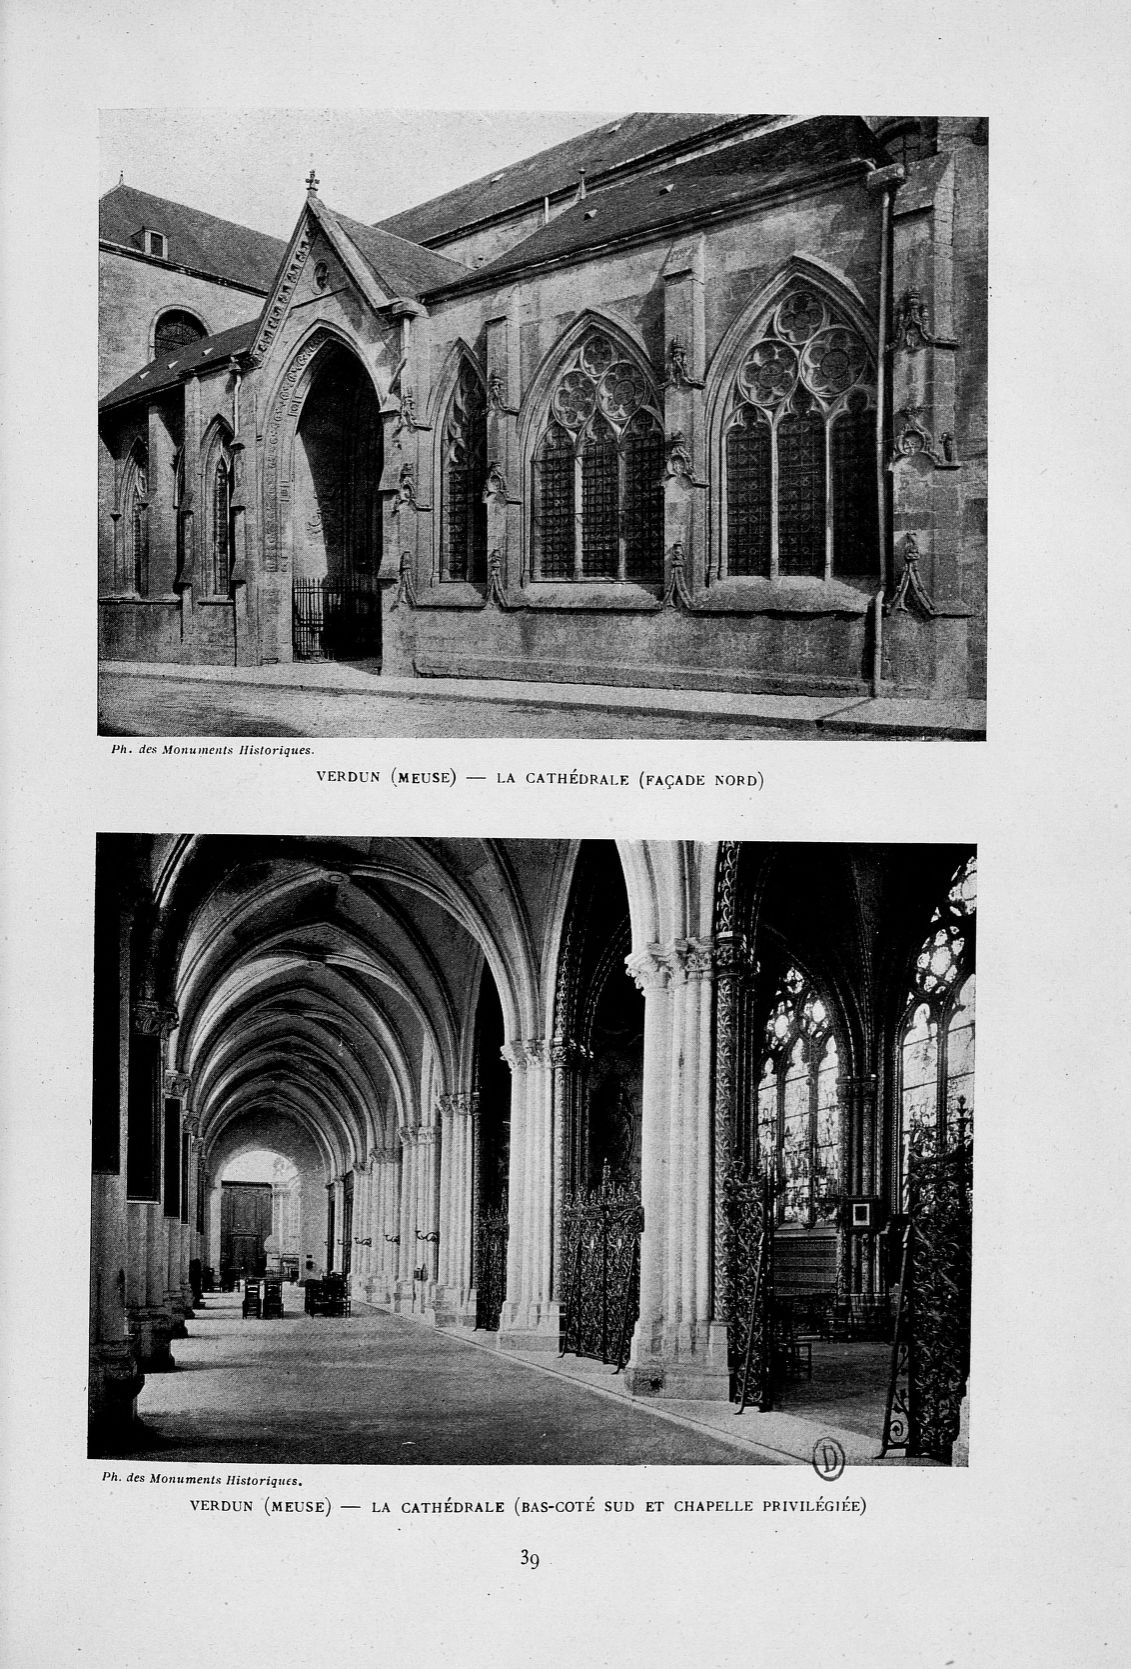 Ph. des Monuments Historiques.
VERDUN (MEUSE) — LA CATHÉDRALE (FAÇADE NORD)
D
Ph. des Monuments Historiques.
VERDUN (MEUSE) — LA CATHÉDRALE (BAS-COTÉ SUD ET CHAPELLE PRIVILÉGIÉE)
39